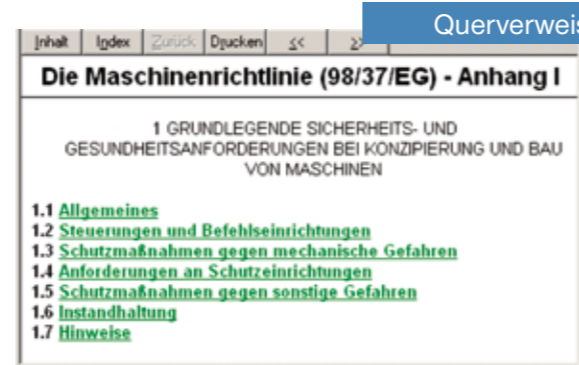 Querverweis
Inhalt Index Zurück Drucken << >>
Die Maschinenrichtlinie (98/37/EG) - Anhang I
1 GRUNDLEGENDE SICHERHEITS- UND
GESUNDHEITSANFORDERUNGEN BEI KONZIPIERUNG UND BAU
VON MASCHINEN
1.1 Allgemeines
1.2 Steuerungen und Befehlseinrichtungen
1.3 Schutzmaßnahmen gegen mechanische Gefahren
1.4 Anforderungen an Schutzeinrichtungen
1.5 Schutzmaßnahmen gegen sonstige Gefahren
1.6 Instandhaltung
1.7 Hinweise